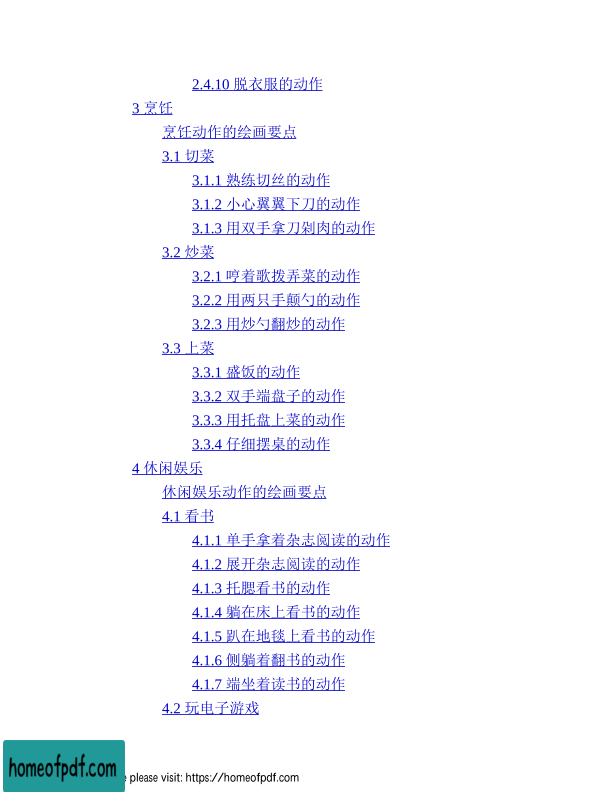 2.4.10 脱衣服的动作
3 烹饪
烹饪动作的绘画要点
3.1 切菜
3.1.1 熟练切丝的动作
3.1.2 小心翼翼下刀的动作
3.1.3 用双手拿刀剁肉的动作
3.2 炒菜
3.2.1 哼着歌拨弄菜的动作
3.2.2 用两只手颠勺的动作
3.2.3 用炒勺翻炒的动作
3.3 上菜
3.3.1 盛饭的动作
3.3.2 双手端盘子的动作
3.3.3 用托盘上菜的动作
3.3.4 仔细摆桌的动作
4 休闲娱乐
休闲娱乐动作的绘画要点
4.1 看书
4.1.1 单手拿着杂志阅读的动作
4.1.2 展开杂志阅读的动作
4.1.3 托腮看书的动作
4.1.4 躺在床上看书的动作
4.1.5 趴在地毯上看书的动作
4.1.6 侧躺着翻书的动作
4.1.7 端坐着读书的动作
4.2 玩电子游戏
homeofpdf.com
please visit: https://homeofpdf.com